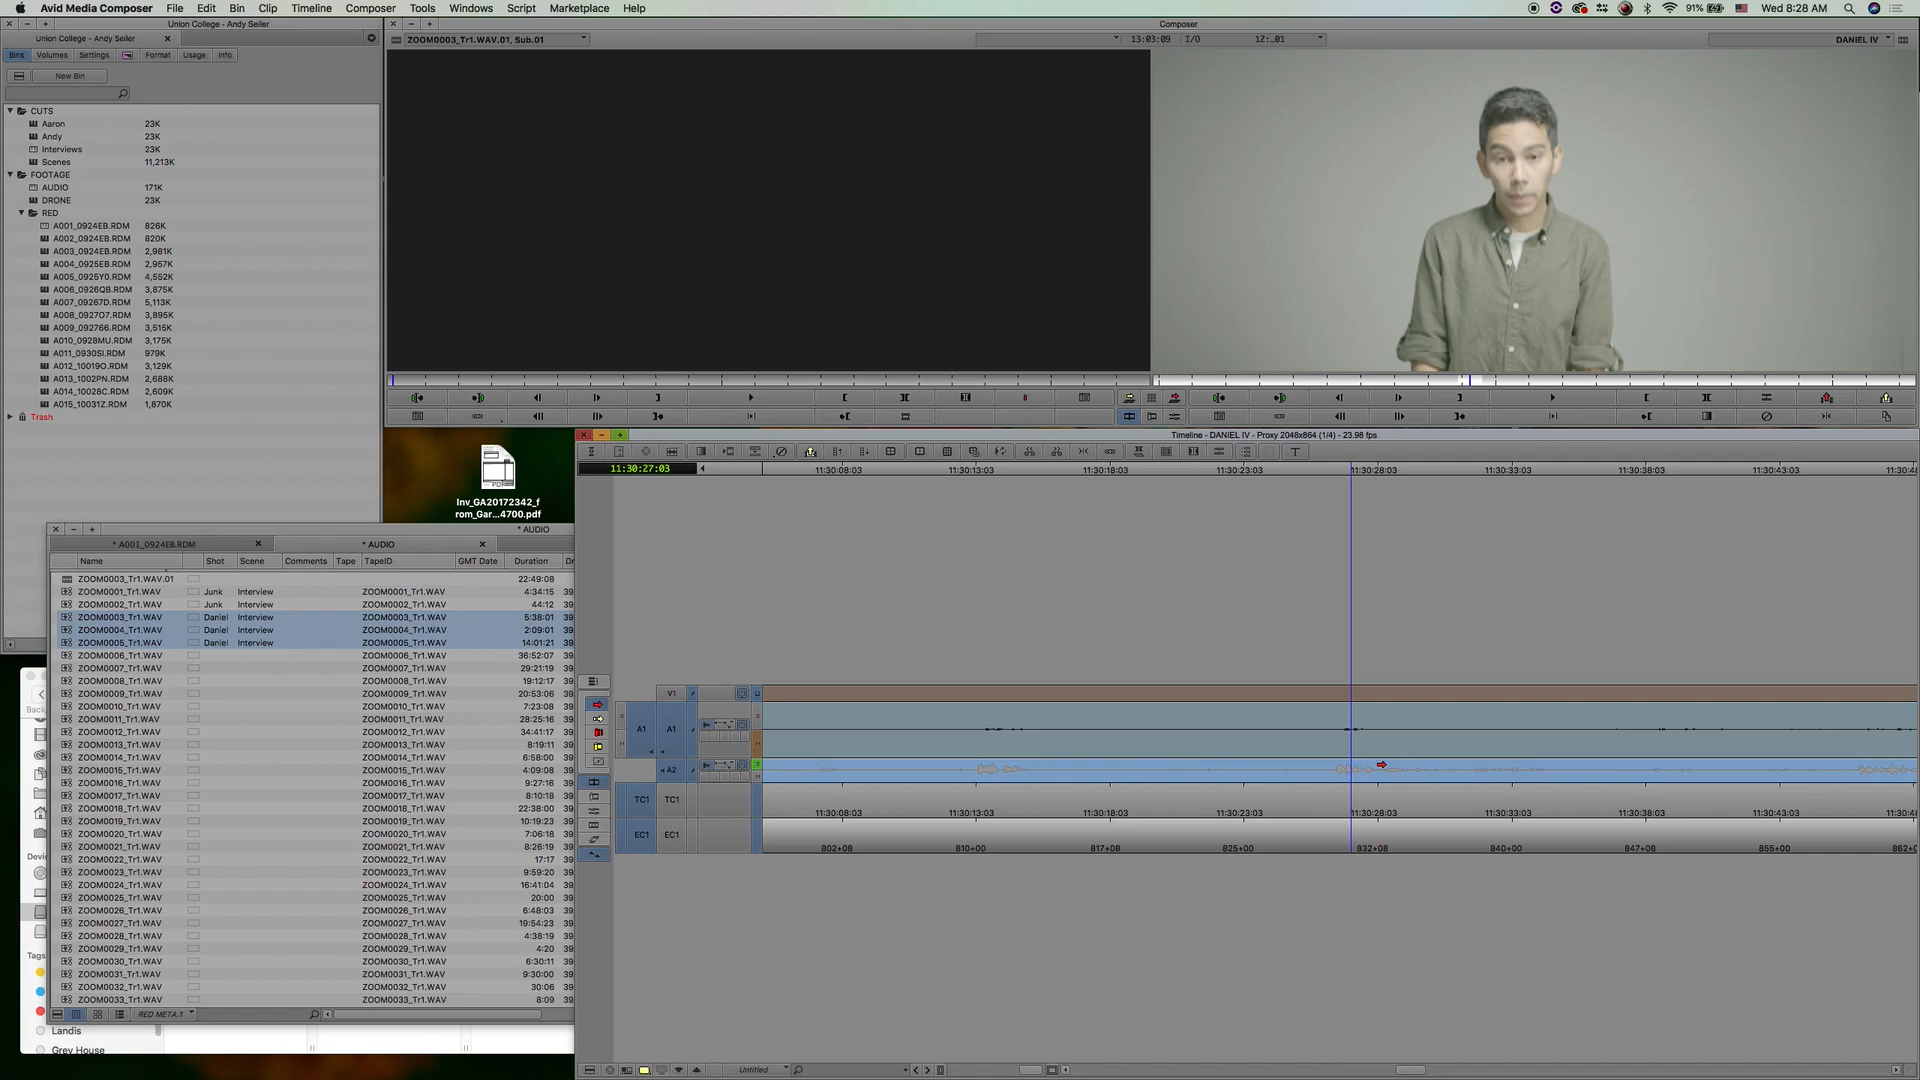 Avid Media Composer File Edit Bin Clip Timeline Composer Tools Windows Script Marketplace Help
91% Wed 8:28 AM
Union College - Andy Seiler
Union College - Andy Seiler
Bins Volumes Settings Format Usage Info
New Bin
CUTS
Aaron 23K
Andy 23K
Interviews 23K
Scenes 11,213K
FOOTAGE
AUDIO 171K
DRONE 23K
RED
A001_0924EB.RDM 826K
A002_0924EB.RDM 820K
A003_0924EB.RDM 2,981K
A004_0925EB.RDM 2,957K
A005_0925Y0.RDM 4,552K
A006_0926QB.RDM 3,875K
A007_09267D.RDM 5,113K
A008_0927O7.RDM 3,895K
A009_092766.RDM 3,515K
A010_0928MU.RDM 3,175K
A011_0930SI.RDM 979K
A012_10019O.RDM 3,129K
A013_1002PN.RDM 2,688K
A014_10028C.RDM 2,609K
A015_10031Z.RDM 1,870K
Trash
Composer
ZOOM0003_Tr1.WAV.01, Sub.01
13:03:09 I/O 12:_01
DANIEL IV
PDF
Inv_GA20172342_f
rom_Gar...4700.pdf
Timeline - DANIEL IV - Proxy 2048x864 (1/4) - 23.98 fps
11:30:27:03
11:30:08:03 11:30:13:03 11:30:18:03 11:30:23:03 11:30:28:03 11:30:33:03 11:30:38:03 11:30:43:03 11:30:48
V1
A1 A1
A2
TC1 TC1
11:30:08:03 11:30:13:03 11:30:18:03 11:30:23:03 11:30:28:03 11:30:33:03 11:30:38:03 11:30:43:03 11:30:48
EC1 EC1
802+08 810+00 817+08 825+00 832+08 840+00 847+08 855+00 862+0
Untitled
* AUDIO
* A001_0924EB.RDM * AUDIO
Name Shot Scene Comments Tape TapeID GMT Date Duration Dr
ZOOM0003_Tr1.WAV.01 22:49:08
ZOOM0001_Tr1.WAV Junk Interview ZOOM0001_Tr1.WAV 4:34:15 39
ZOOM0002_Tr1.WAV Junk Interview ZOOM0002_Tr1.WAV 44:12 39
ZOOM0003_Tr1.WAV Daniel Interview ZOOM0003_Tr1.WAV 5:38:01 39
ZOOM0004_Tr1.WAV Daniel Interview ZOOM0004_Tr1.WAV 2:09:01 39
ZOOM0005_Tr1.WAV Daniel Interview ZOOM0005_Tr1.WAV 14:01:21 39
ZOOM0006_Tr1.WAV ZOOM0006_Tr1.WAV 36:52:07 39
ZOOM0007_Tr1.WAV ZOOM0007_Tr1.WAV 29:21:19 39
ZOOM0008_Tr1.WAV ZOOM0008_Tr1.WAV 19:12:17 39
ZOOM0009_Tr1.WAV ZOOM0009_Tr1.WAV 20:53:06 39
ZOOM0010_Tr1.WAV ZOOM0010_Tr1.WAV 7:23:08 39
ZOOM0011_Tr1.WAV ZOOM0011_Tr1.WAV 28:25:16 39
ZOOM0012_Tr1.WAV ZOOM0012_Tr1.WAV 34:41:17 39
ZOOM0013_Tr1.WAV ZOOM0013_Tr1.WAV 8:19:11 39
ZOOM0014_Tr1.WAV ZOOM0014_Tr1.WAV 6:58:00 39
ZOOM0015_Tr1.WAV ZOOM0015_Tr1.WAV 4:09:08 39
ZOOM0016_Tr1.WAV ZOOM0016_Tr1.WAV 9:27:16 39
ZOOM0017_Tr1.WAV ZOOM0017_Tr1.WAV 8:10:18 39
ZOOM0018_Tr1.WAV ZOOM0018_Tr1.WAV 22:38:00 39
ZOOM0019_Tr1.WAV ZOOM0019_Tr1.WAV 10:19:23 39
ZOOM0020_Tr1.WAV ZOOM0020_Tr1.WAV 7:06:18 39
ZOOM0021_Tr1.WAV ZOOM0021_Tr1.WAV 8:26:19 39
ZOOM0022_Tr1.WAV ZOOM0022_Tr1.WAV 17:17 39
ZOOM0023_Tr1.WAV ZOOM0023_Tr1.WAV 9:59:20 39
ZOOM0024_Tr1.WAV ZOOM0024_Tr1.WAV 16:41:04 39
ZOOM0025_Tr1.WAV ZOOM0025_Tr1.WAV 20:00 39
ZOOM0026_Tr1.WAV ZOOM0026_Tr1.WAV 6:48:03 39
ZOOM0027_Tr1.WAV ZOOM0027_Tr1.WAV 19:54:23 39
ZOOM0028_Tr1.WAV ZOOM0028_Tr1.WAV 4:38:19 39
ZOOM0029_Tr1.WAV ZOOM0029_Tr1.WAV 4:20 39
ZOOM0030_Tr1.WAV ZOOM0030_Tr1.WAV 6:30:11 39
ZOOM0031_Tr1.WAV ZOOM0031_Tr1.WAV 9:30:00 39
ZOOM0032_Tr1.WAV ZOOM0032_Tr1.WAV 30:06 39
ZOOM0033_Tr1.WAV ZOOM0033_Tr1.WAV 8:09 39
RED META.1
Back
Devi
Tags
Landis
Grey House